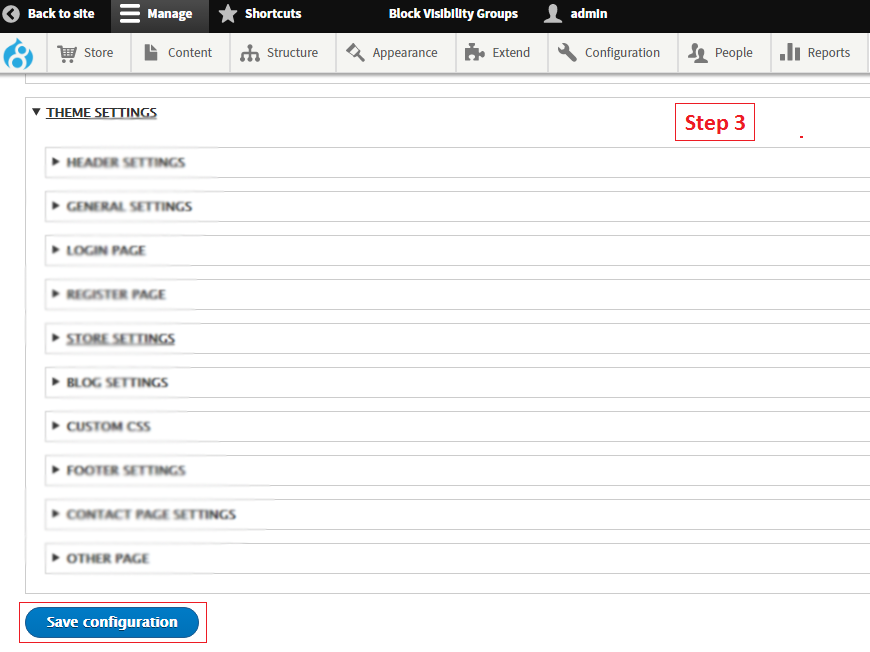 Back to site Manage Shortcuts Block Visibility Groups admin
Store Content Structure Appearance Extend Configuration People Reports
THEME SETTINGS
Step 3
HEADER SETTINGS
GENERAL SETTINGS
LOGIN PAGE
REGISTER PAGE
STORE SETTINGS
BLOG SETTINGS
CUSTOM CSS
FOOTER SETTINGS
CONTACT PAGE SETTINGS
OTHER PAGE
Save configuration